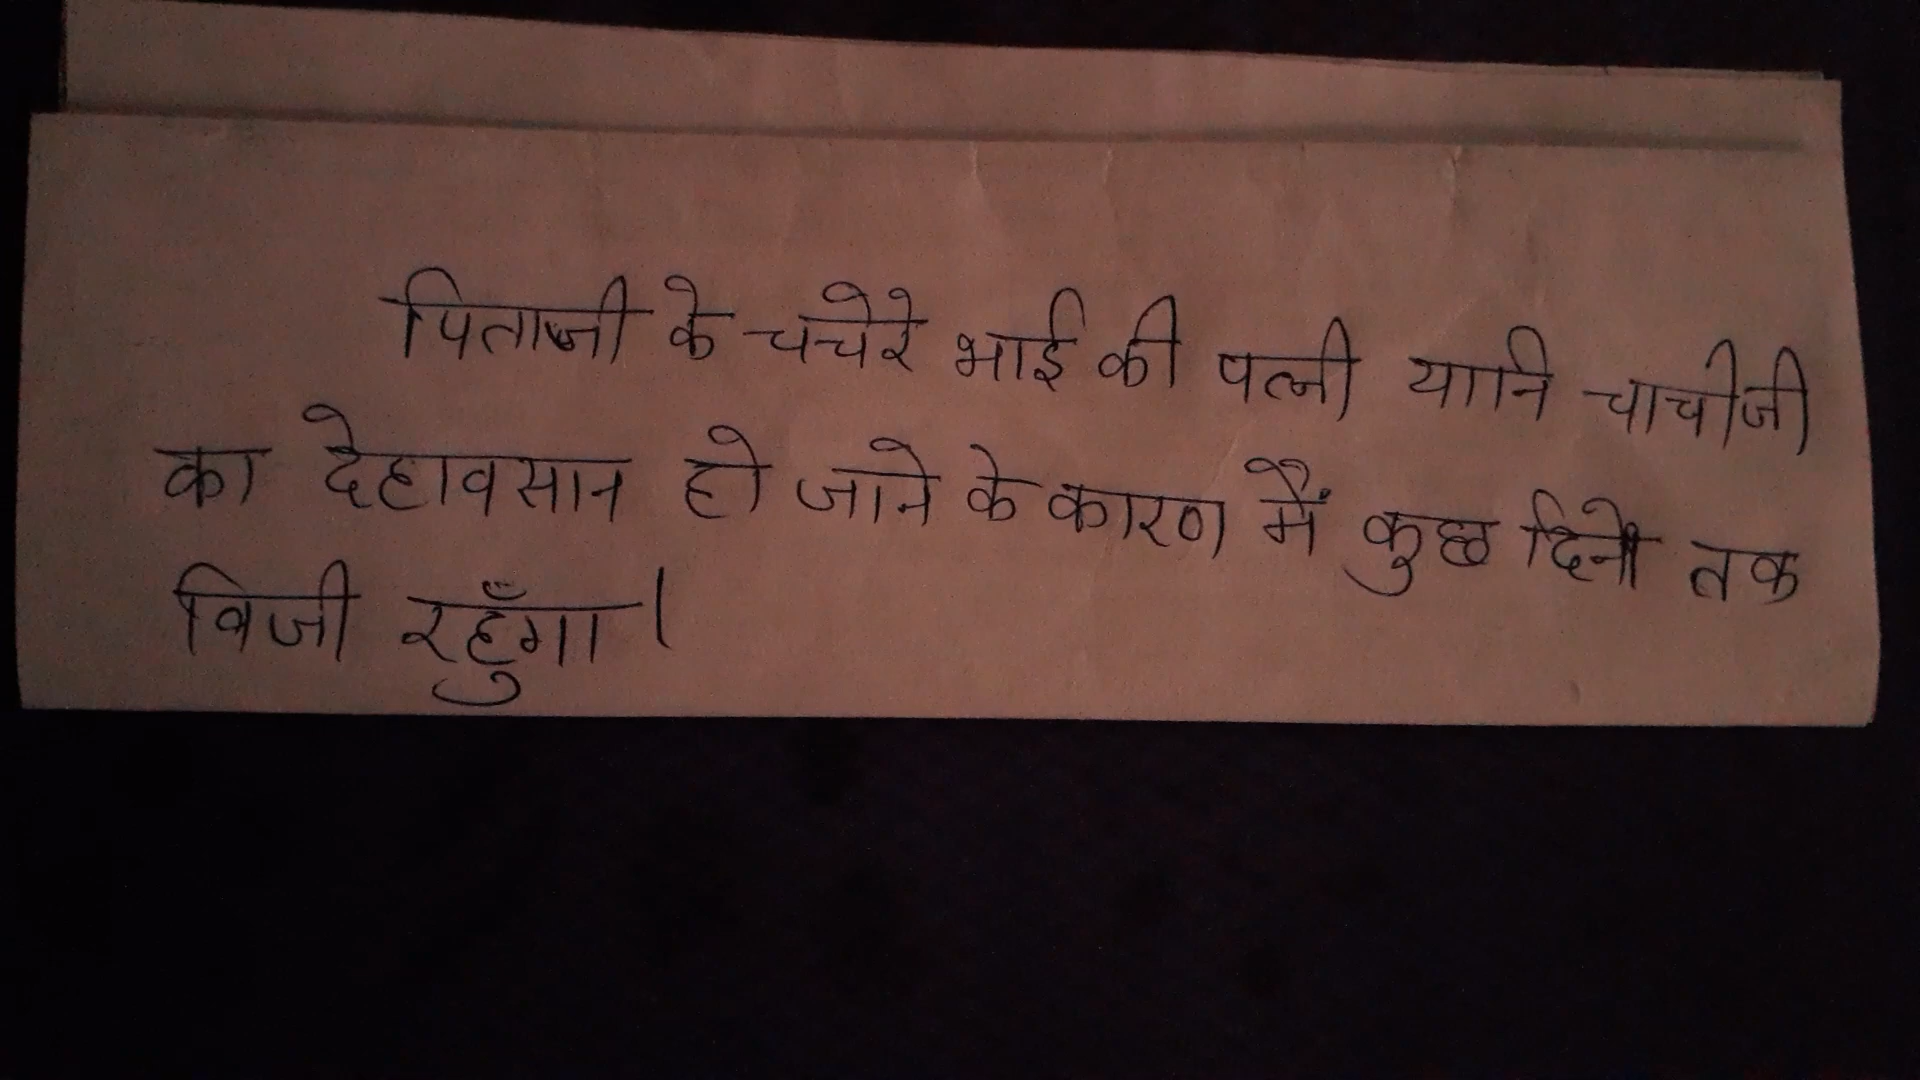 पिताजी के चचेरे भाई की पत्नी यानि चाचीजी
का देहावसान हो जाने के कारण मैं कुछ दिनों तक
बिजी रहुँगा।